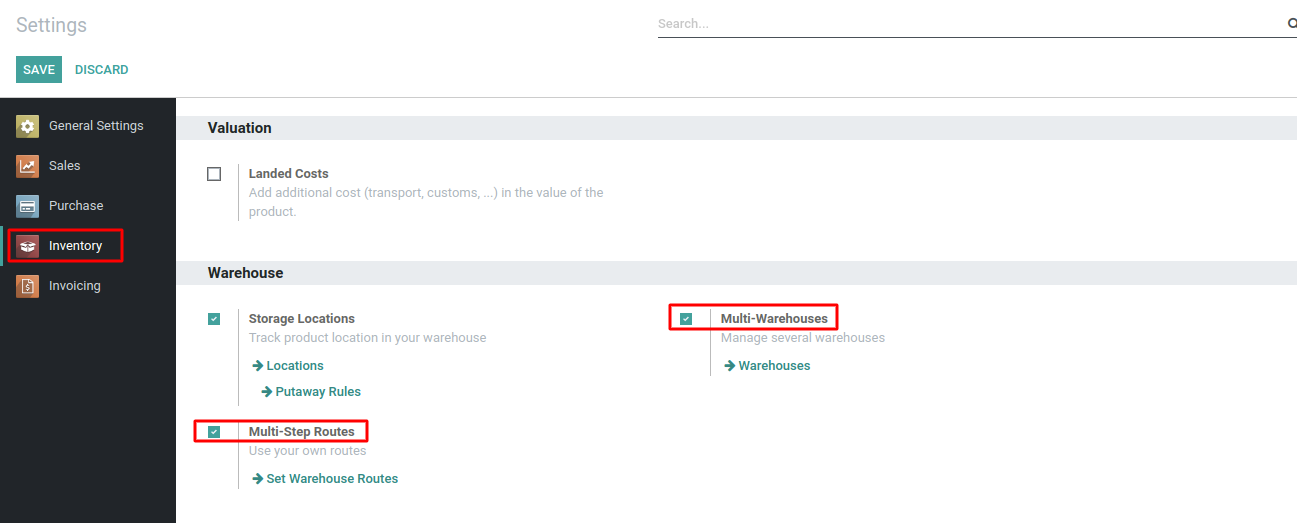 Settings
Search...
SAVE DISCARD
General Settings
Sales
Purchase
Inventory
Invoicing
Valuation
Landed Costs
Add additional cost (transport, customs, ...) in the value of the
product.
Warehouse
Storage Locations
Track product location in your warehouse
Locations
Putaway Rules
Multi-Warehouses
Manage several warehouses
Warehouses
Multi-Step Routes
Use your own routes
Set Warehouse Routes